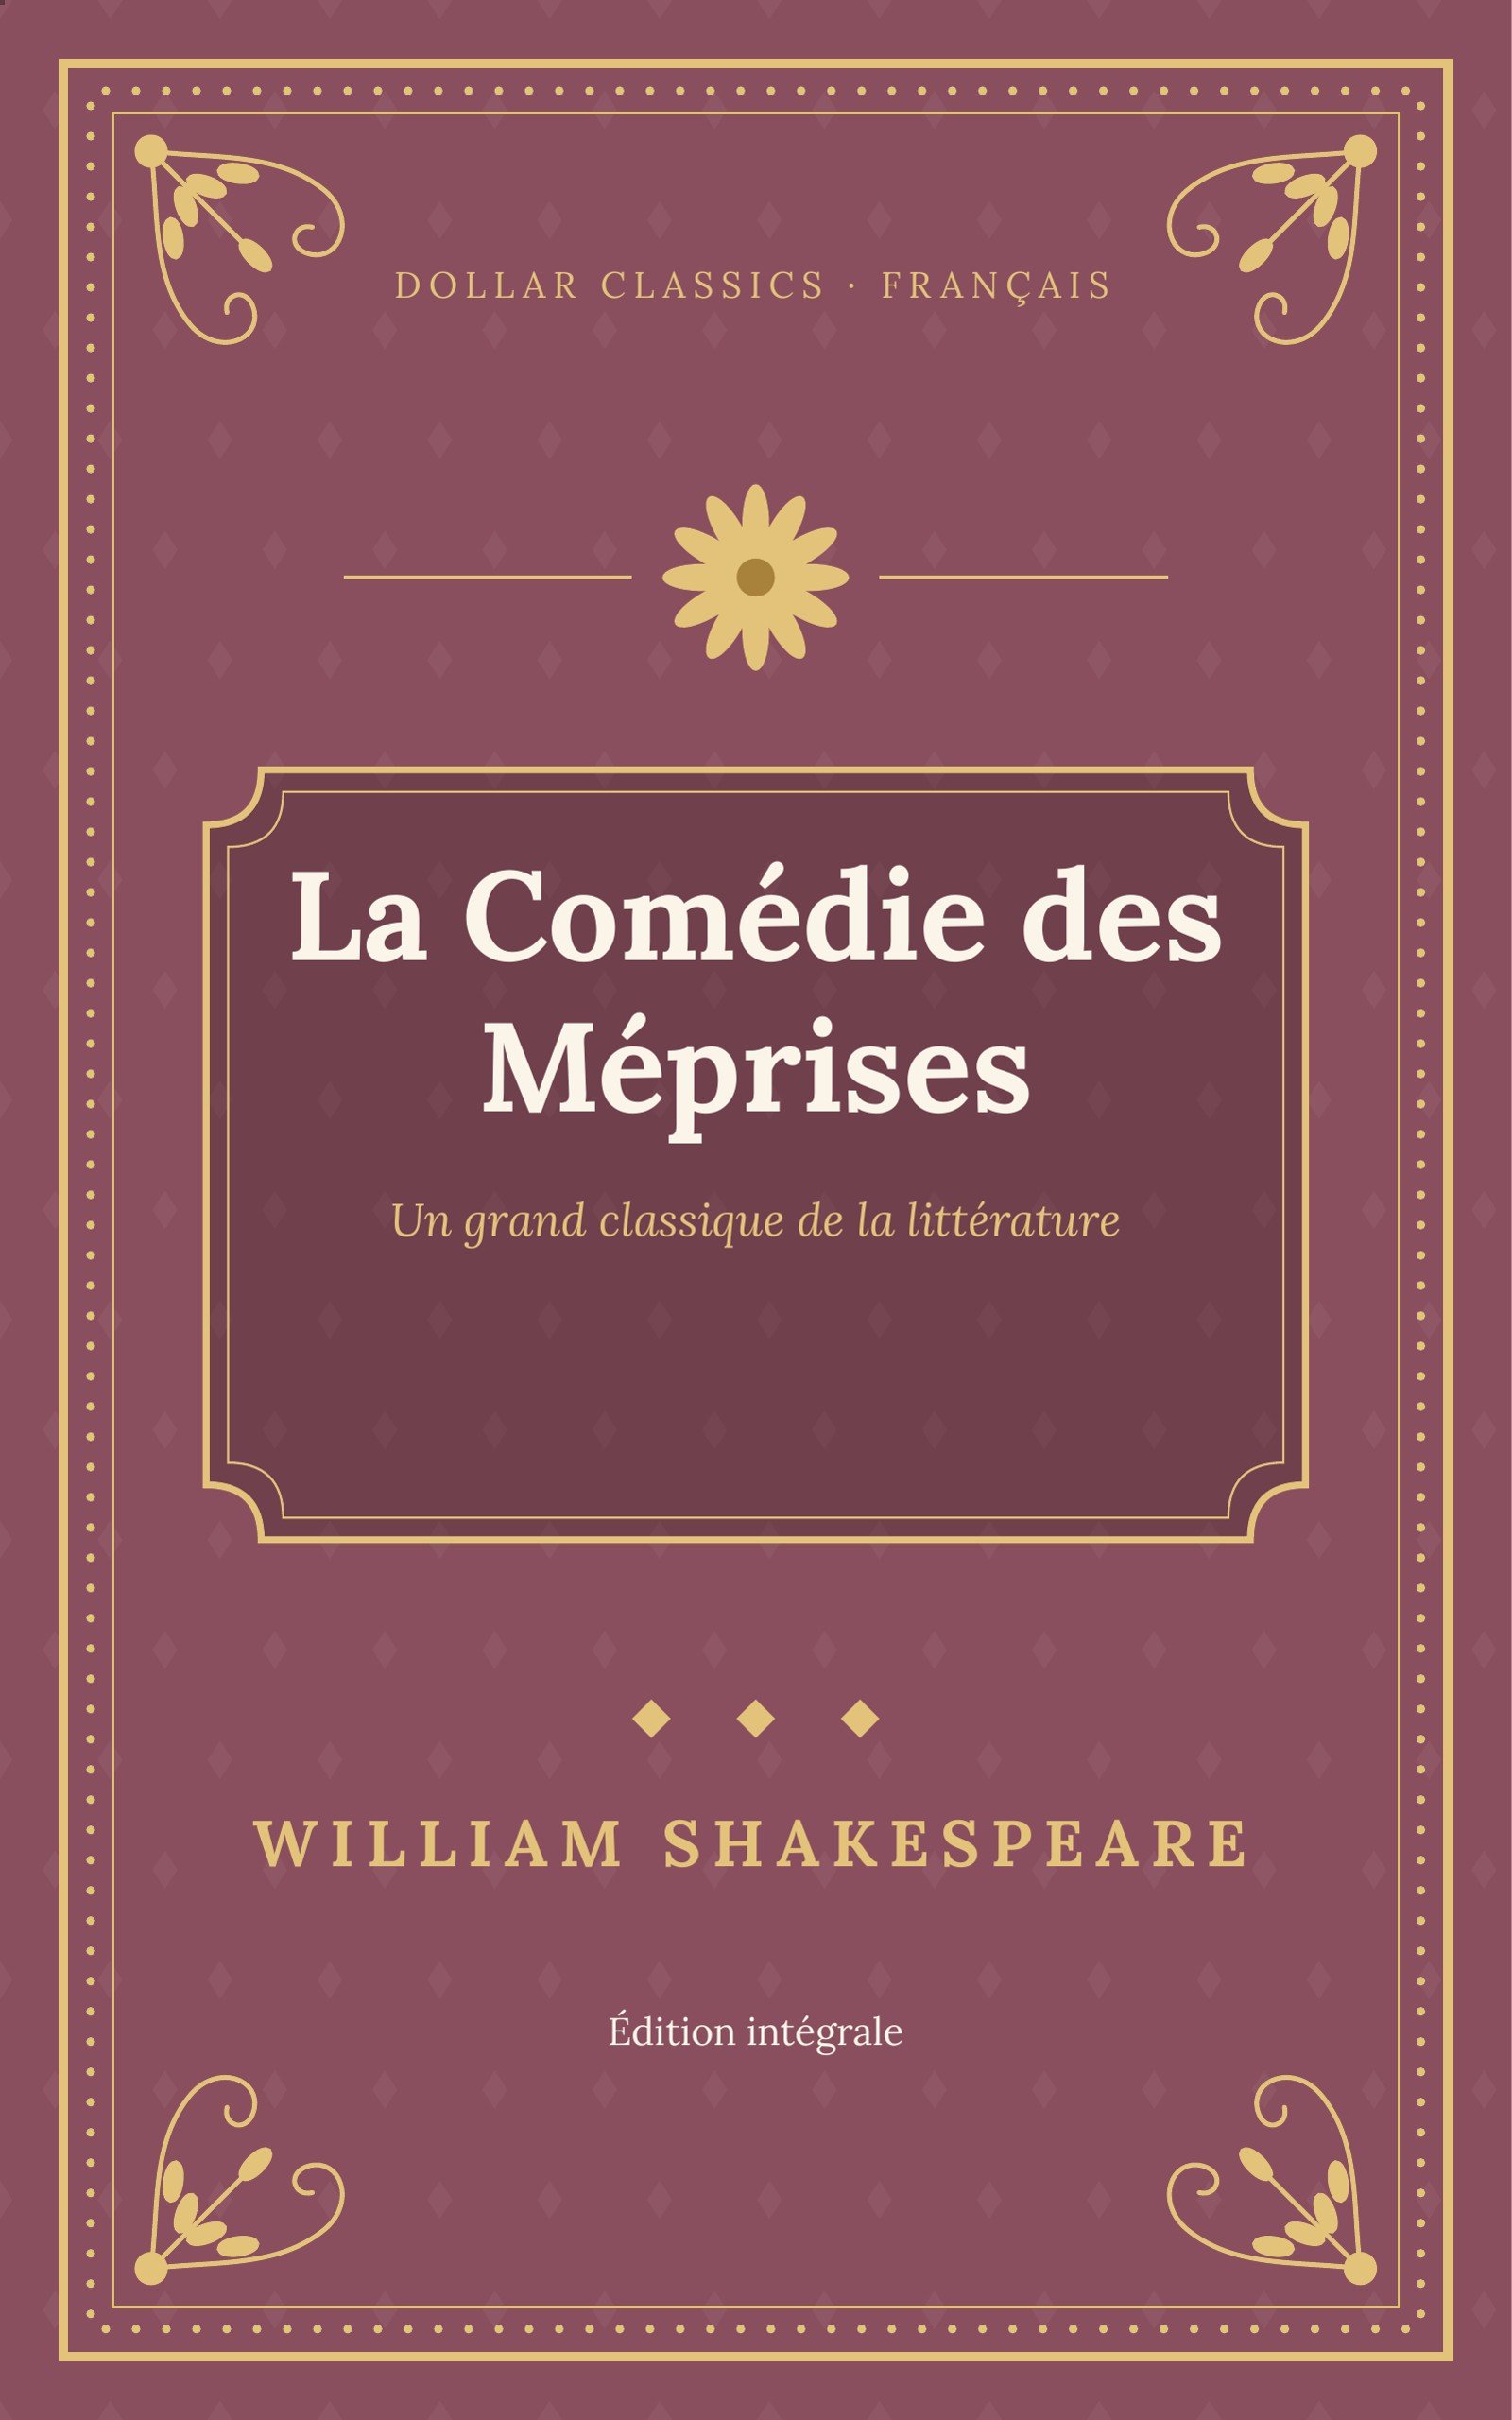 DOLLAR CLASSICS · FRANÇAIS
La Comédie des
Méprises
Un grand classique de la littérature
WILLIAM SHAKESPEARE
Édition intégrale